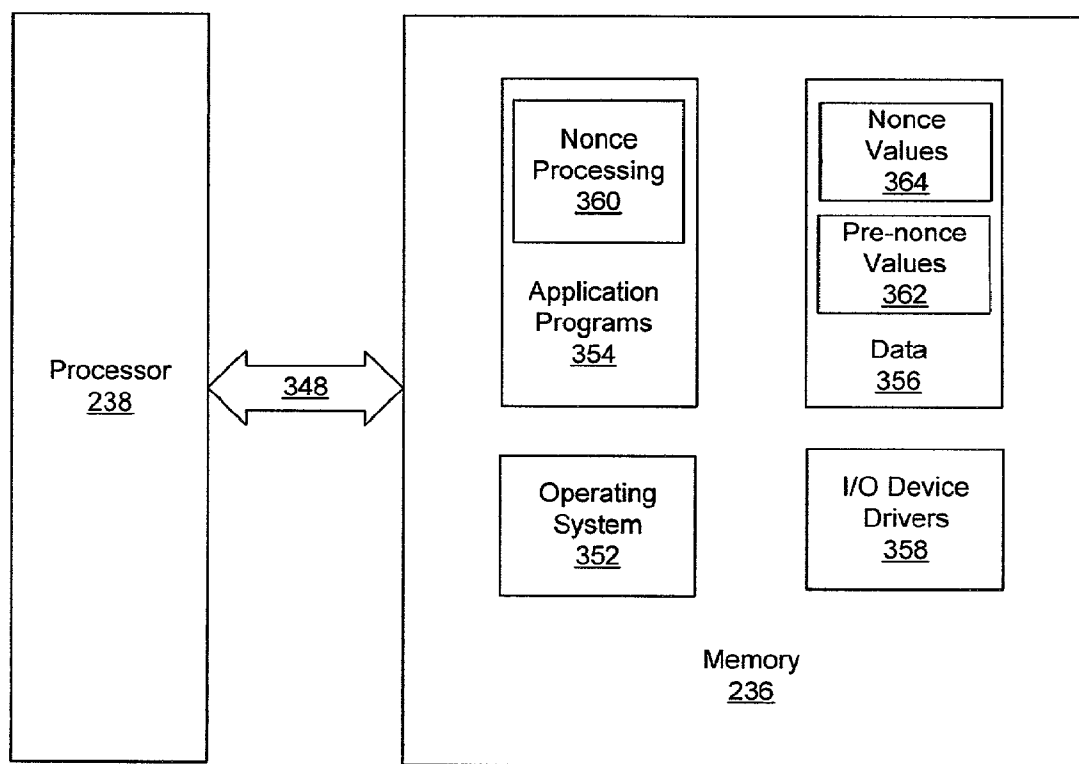 Processor
238
348
Nonce
Processing
360
Application
Programs
354
Nonce
Values
364
Pre-nonce
Values
362
Data
356
Operating
System
352
I/O Device
Drivers
358
Memory
236